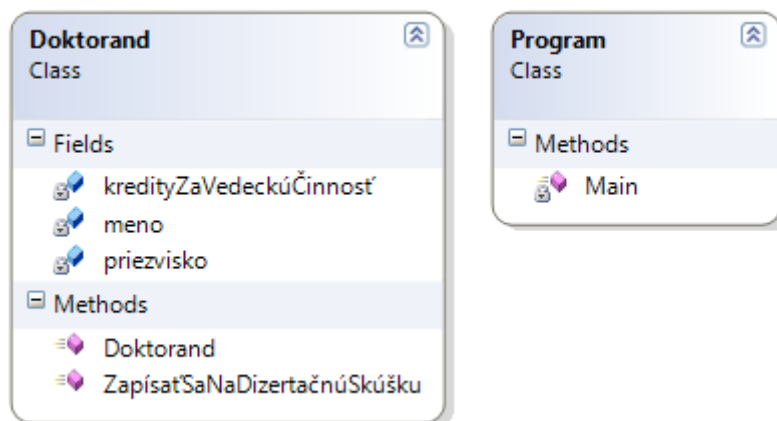 Doktorand
Class
Fields
kredityZaVedeckúČinnosť
meno
priezvisko
Methods
Doktorand
ZapísaťSaNaDizertačnúSkúšku
Program
Class
Methods
Main